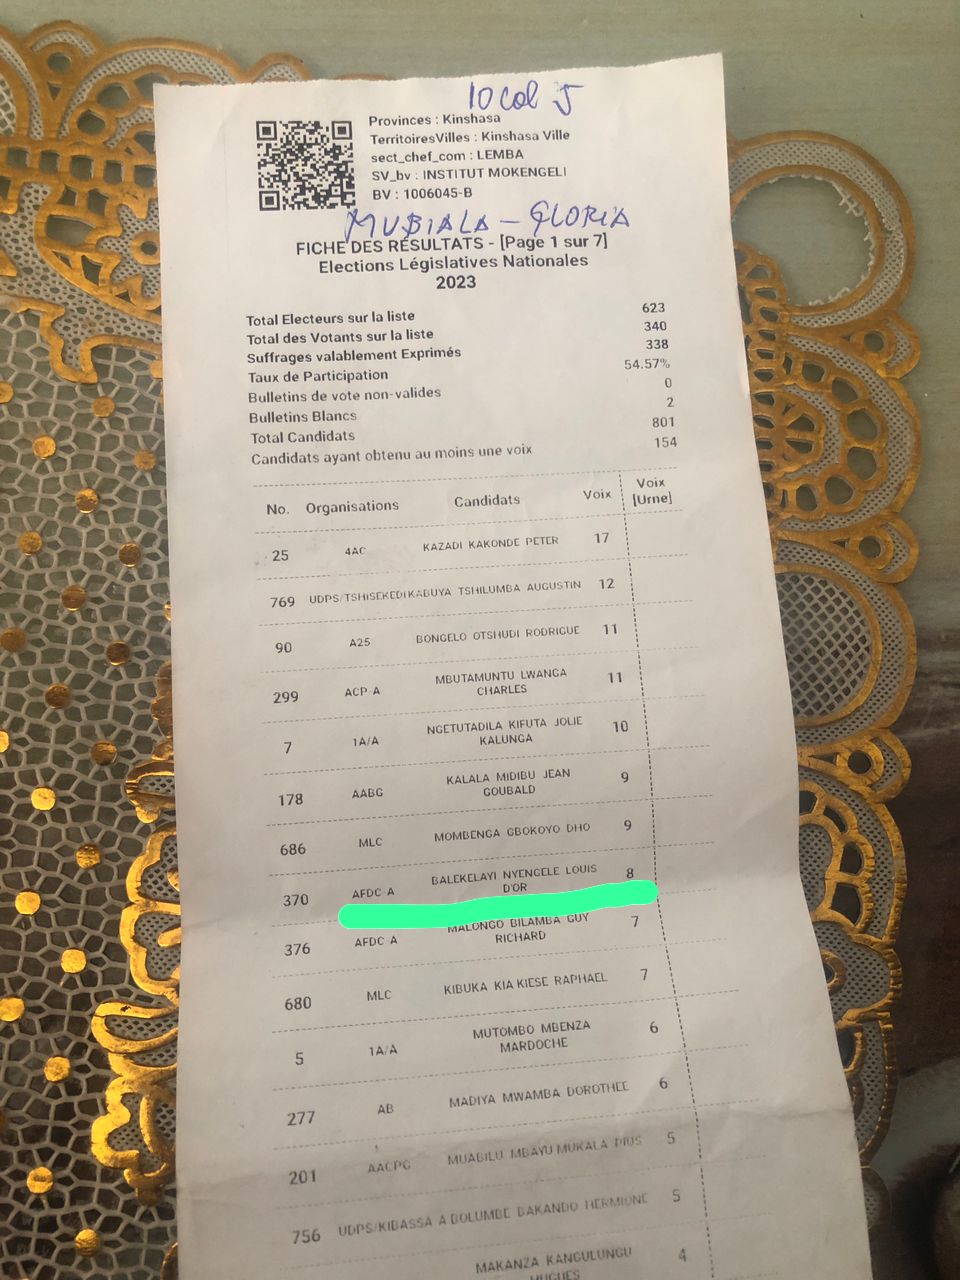 10 Col 5
Provinces : Kinshasa
TerritoiresVilles : Kinshasa Ville
sect_chef_com : LEMBA
SV_bv : INSTITUT MOKENGELI
BV : 1006045-B
MUBIALA - GLORIA
FICHE DES RÉSULTATS - [Page 1 sur 7]
Elections Législatives Nationales
2023
Total Electeurs sur la liste 623
Total des Votants sur la liste 340
Suffrages valablement Exprimés 338
Taux de Participation 54.57%
Bulletins de vote non-valides 0
Bulletins Blancs 2
Total Candidats 801
Candidats ayant obtenu au moins une voix 154
No. Organisations Candidats Voix Voix
[Urne]
25 4AC KAZADI KAKONDE PETER 17
769 UDPS/TSHISEKEDI KABUYA TSHILUMBA AUGUSTIN 12
90 A25 BONGELO OTSHUDI RODRIGUE 11
299 ACP-A MBUTAMUNTU LWANGA 11
CHARLES
7 1A/A NGETUTADILA KIFUTA JOLIE 10
KALUNGA
178 AABG KALALA MIDIBU JEAN 9
GOUBALD
686 MLC MOMBENGA GBOKOYO DHO 9
370 AFDC-A BALEKELAYI NYENGELE LOUIS 8
D'OR
376 AFDC-A MALONGO BILAMBA GUY 7
RICHARD
680 MLC KIBUKA KIA KIESE RAPHAEL 7
5 1A/A MUTOMBO MBENZA 6
MARDOCHE
277 AB MADIYA MWAMBA DOROTHEE 6
201 AACPG MUABILU MBAYU MUKALA PIUS 5
756 UDPS/KIBASSA A BOLUMBE BAKANDO HERMIONE 5
MAKANZA KANGULUNGU 4
HUGUES